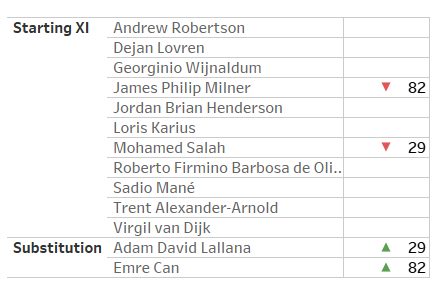 Starting XI Andrew Robertson
Dejan Lovren
Georginio Wijnaldum
James Philip Milner ▼ 82
Jordan Brian Henderson
Loris Karius
Mohamed Salah ▼ 29
Roberto Firmino Barbosa de Oli..
Sadio Mané
Trent Alexander-Arnold
Virgil van Dijk
Substitution Adam David Lallana ▲ 29
Emre Can ▲ 82